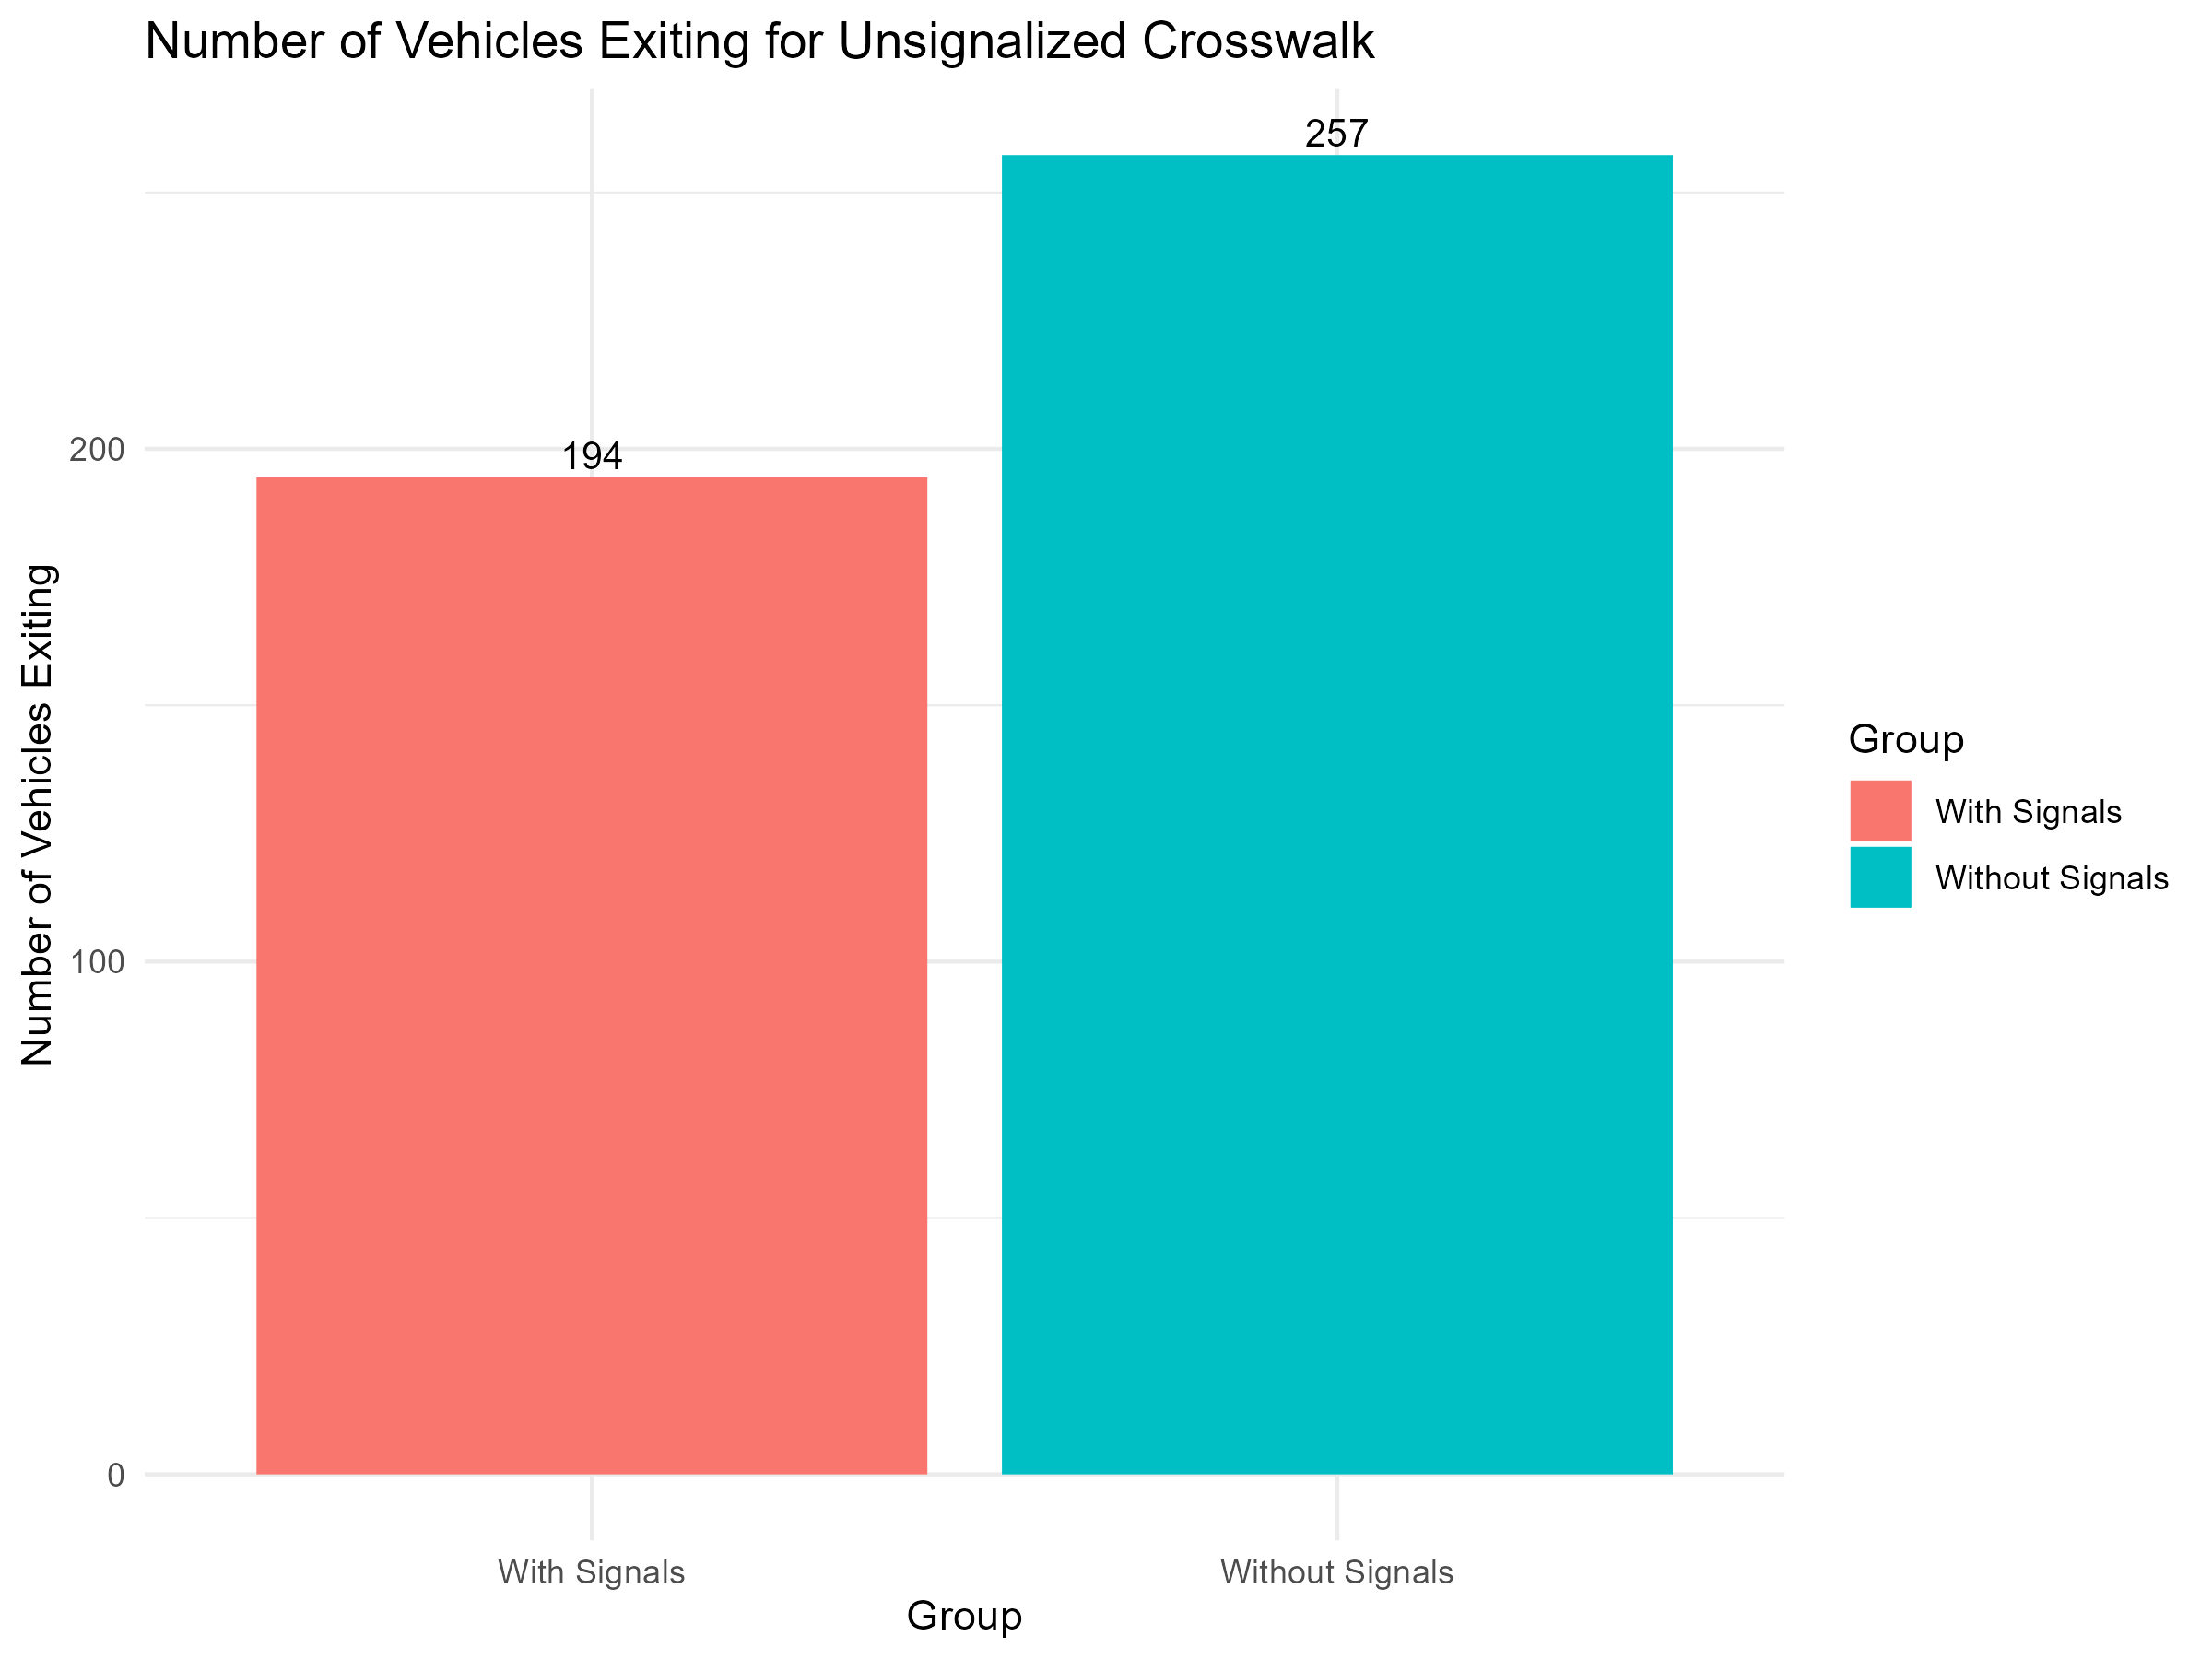 Number of Vehicles Exiting for Unsignalized Crosswalk
257
194
200
100
0
Number of Vehicles Exiting
With Signals
Without Signals
Group
Group
With Signals
Without Signals